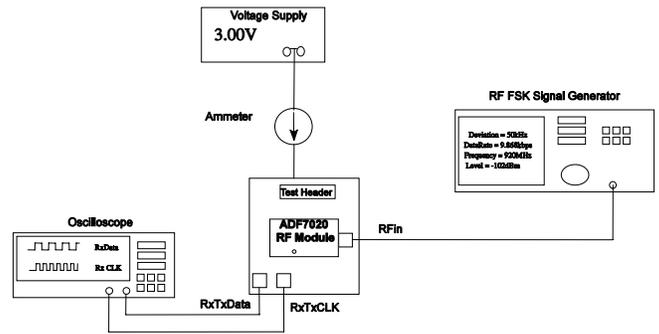 Voltage Supply
3.00V
Ammeter
RF FSK Signal Generator
Deviation = 50kHz
DataRate = 9.868kbps
Frequency = 920MHz
Level = -102dBm
Test Header
ADF7020
RF Module
RFin
Oscilloscope
RxData
Rx CLK
RxTxData
RxTxCLK